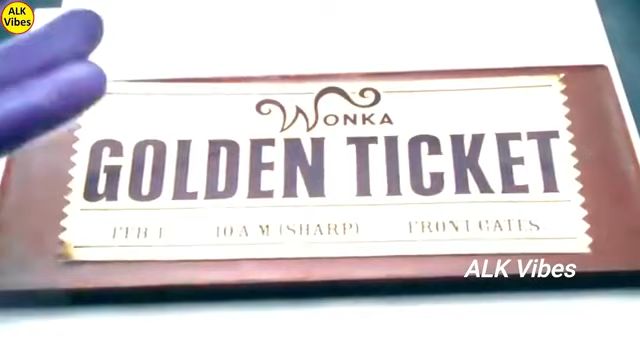 ALK
Vibes
WONKA
GOLDEN TICKET
FEB 1 10 A M (SHARP) FRONT GATES
ALK Vibes